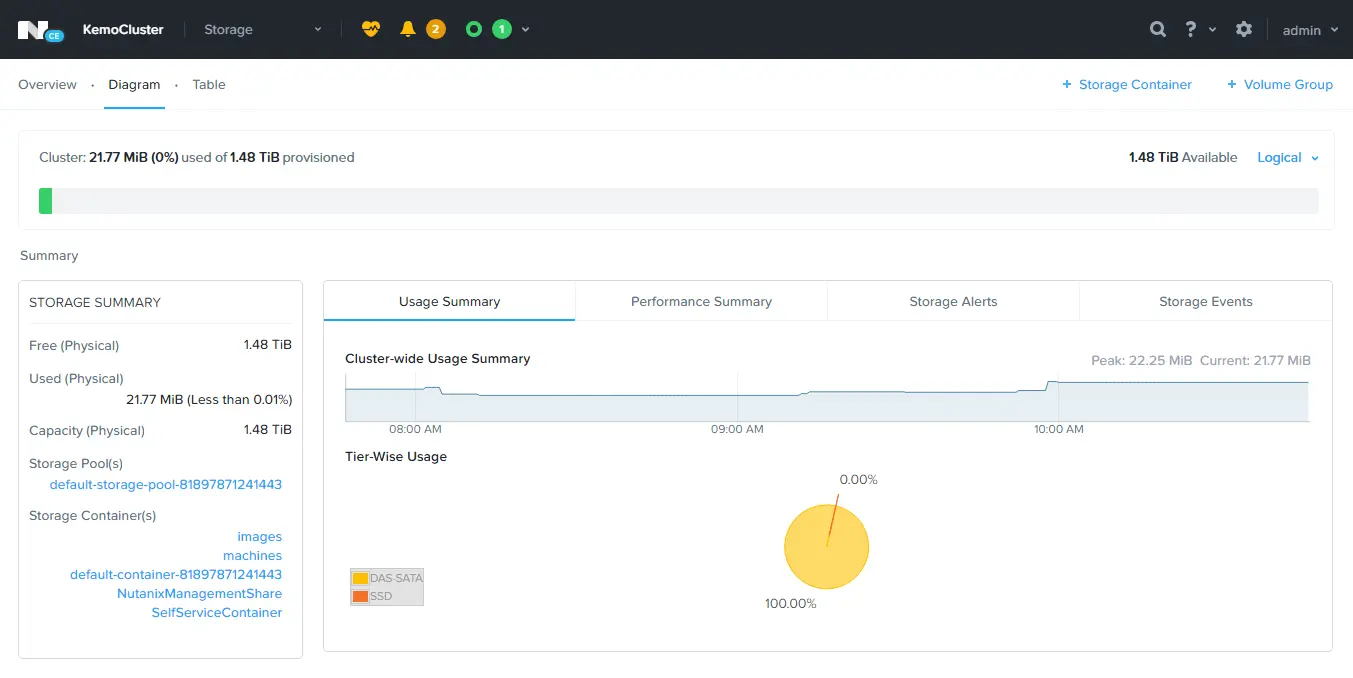 N CE KemoCluster Storage 2 1 ? admin
Overview · Diagram · Table + Storage Container + Volume Group
Cluster: 21.77 MiB (0%) used of 1.48 TiB provisioned 1.48 TiB Available Logical
Summary
STORAGE SUMMARY
Free (Physical) 1.48 TiB
Used (Physical)
21.77 MiB (Less than 0.01%)
Capacity (Physical) 1.48 TiB
Storage Pool(s)
default-storage-pool-81897871241443
Storage Container(s)
images
machines
default-container-81897871241443
NutanixManagementShare
SelfServiceContainer
Usage Summary Performance Summary Storage Alerts Storage Events
Cluster-wide Usage Summary Peak: 22.25 MiB Current: 21.77 MiB
08:00 AM 09:00 AM 10:00 AM
Tier-Wise Usage
0.00%
DAS-SATA
SSD
100.00%